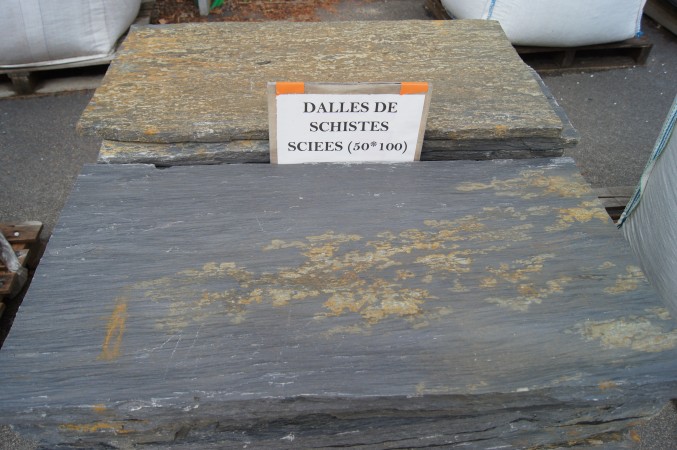 DALLES DE
SCHISTES
SCIEES (50*100)